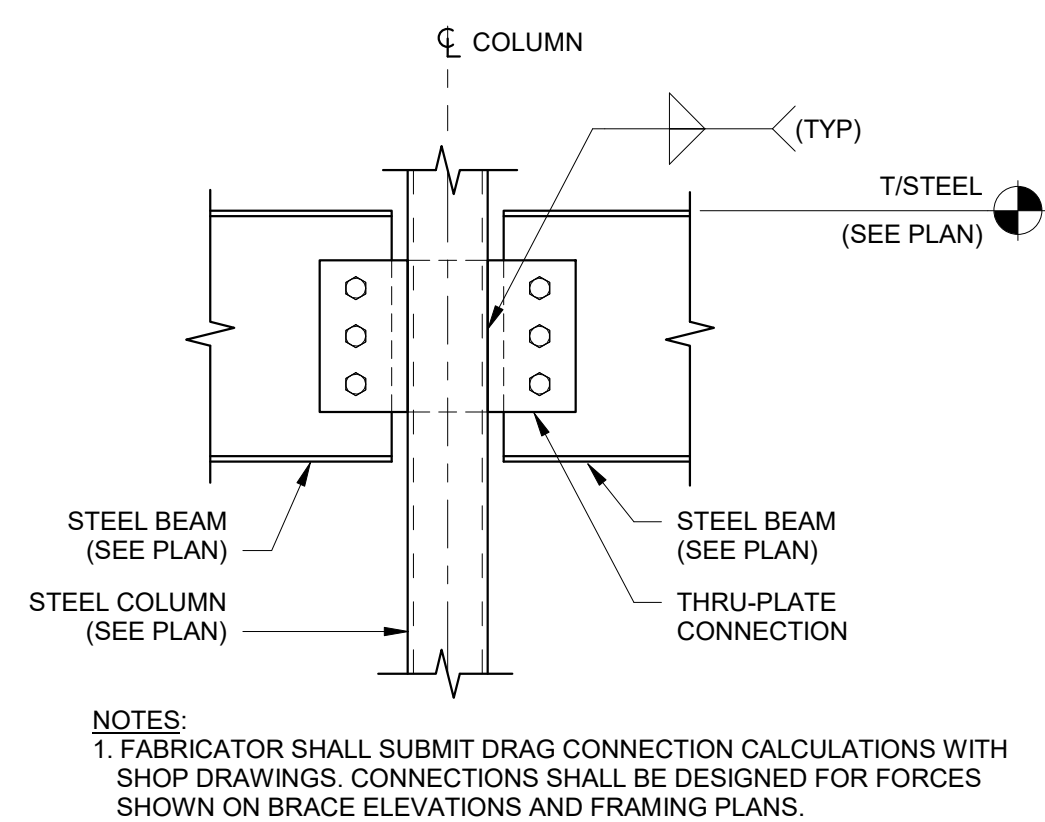 ℄ COLUMN
(TYP)
T/STEEL
(SEE PLAN)
STEEL BEAM
(SEE PLAN)
STEEL COLUMN
(SEE PLAN)
STEEL BEAM
(SEE PLAN)
THRU-PLATE
CONNECTION
NOTES:
1. FABRICATOR SHALL SUBMIT DRAG CONNECTION CALCULATIONS WITH
SHOP DRAWINGS. CONNECTIONS SHALL BE DESIGNED FOR FORCES
SHOWN ON BRACE ELEVATIONS AND FRAMING PLANS.